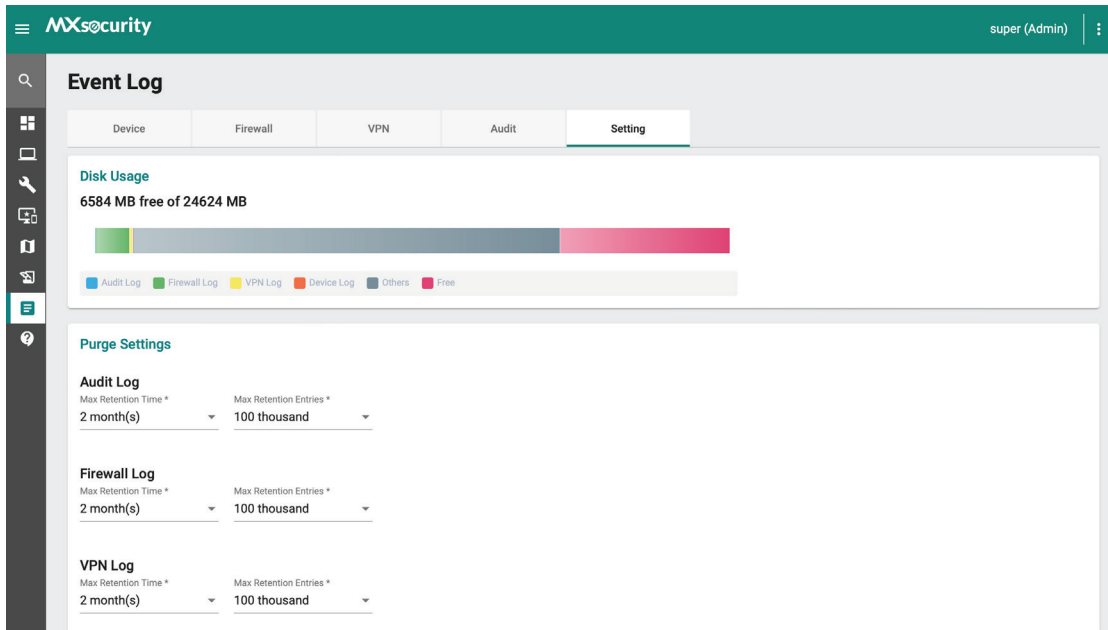 MXsecurity
super (Admin)
Event Log
Device Firewall VPN Audit Setting
Disk Usage
6584 MB free of 24624 MB
Audit Log Firewall Log VPN Log Device Log Others Free
Purge Settings
Audit Log
Max Retention Time * Max Retention Entries *
2 month(s) 100 thousand
Firewall Log
Max Retention Time * Max Retention Entries *
2 month(s) 100 thousand
VPN Log
Max Retention Time * Max Retention Entries *
2 month(s) 100 thousand